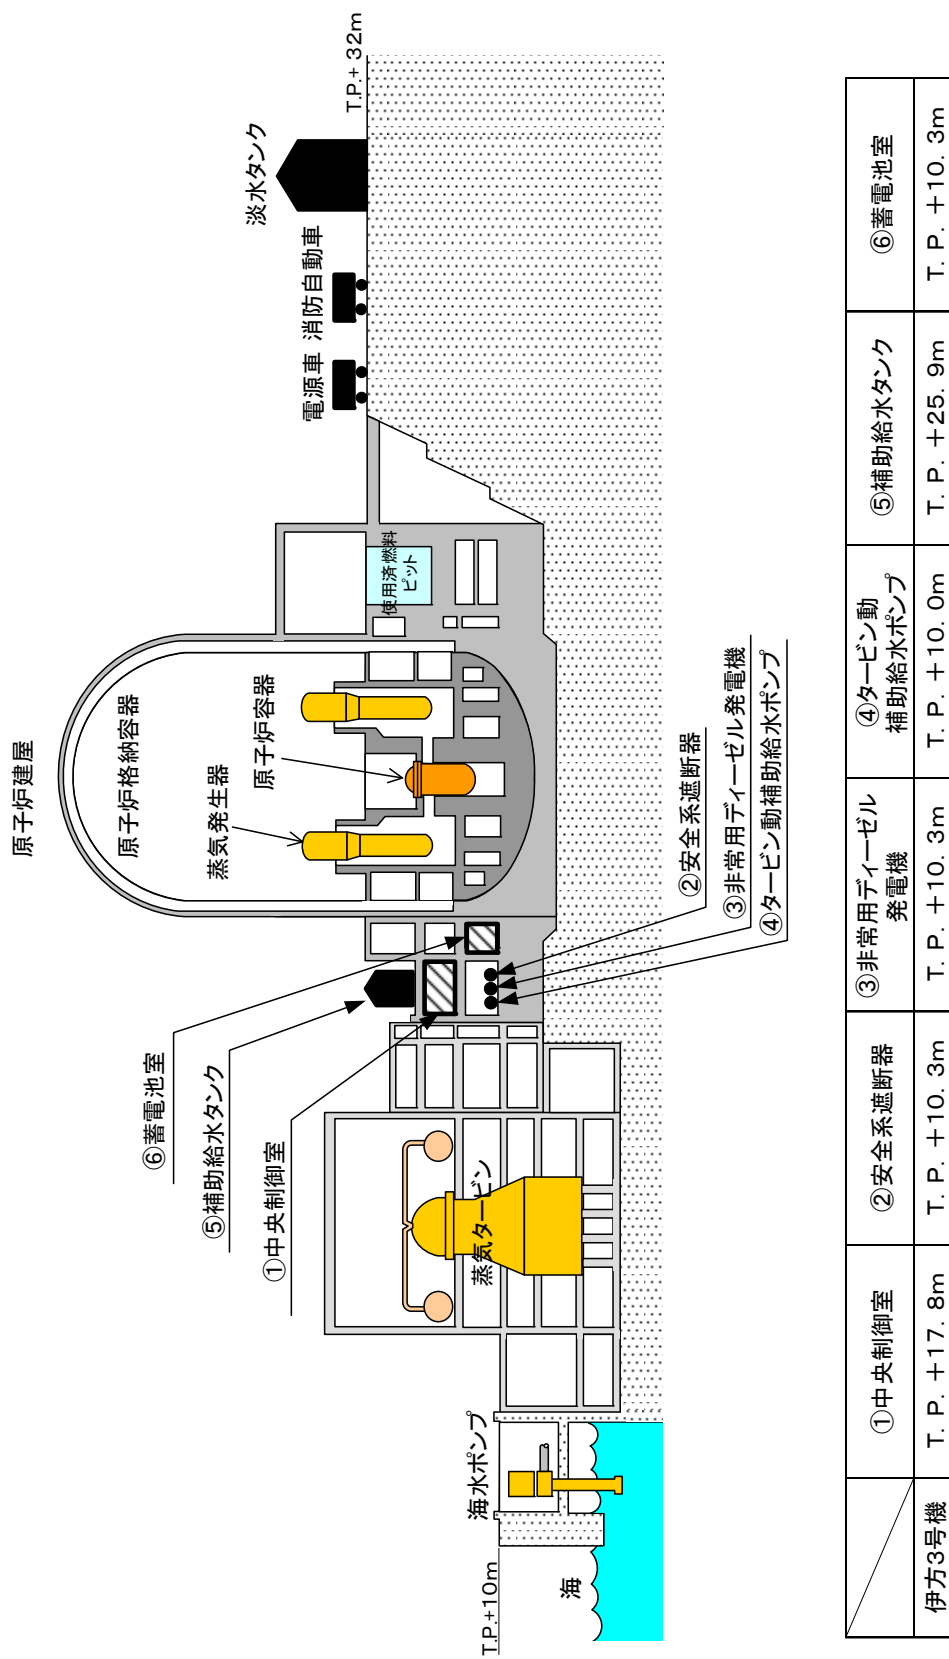 原子炉建屋
原子炉格納容器
蒸気発生器
原子炉容器
淡水タンク
T.P.+ 32m
電源車 消防自動車
使用済燃料
ピット
⑥蓄電池室
⑤補助給水タンク
①中央制御室
蒸気タービン
海水ポンプ
T.P.+10m
海
②安全系遮断器
③非常用ディーゼル発電機
④タービン動補助給水ポンプ
①中央制御室
②安全系遮断器
③非常用ディーゼル
発電機
④タービン動
補助給水ポンプ
⑤補助給水タンク
⑥蓄電池室
伊方3号機
T. P. +17. 8m
T. P. +10. 3m
T. P. +10. 3m
T. P. +10. 0m
T. P. +25. 9m
T. P. +10. 3m